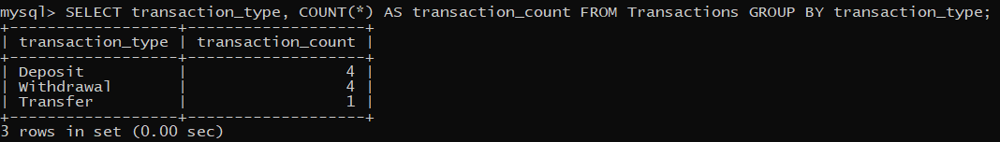 mysql> SELECT transaction_type, COUNT(*) AS transaction_count FROM Transactions GROUP BY transaction_type;
+------------------+-------------------+
| transaction_type | transaction_count |
+------------------+-------------------+
| Deposit          |                 4 |
| Withdrawal       |                 4 |
| Transfer         |                 1 |
+------------------+-------------------+
3 rows in set (0.00 sec)